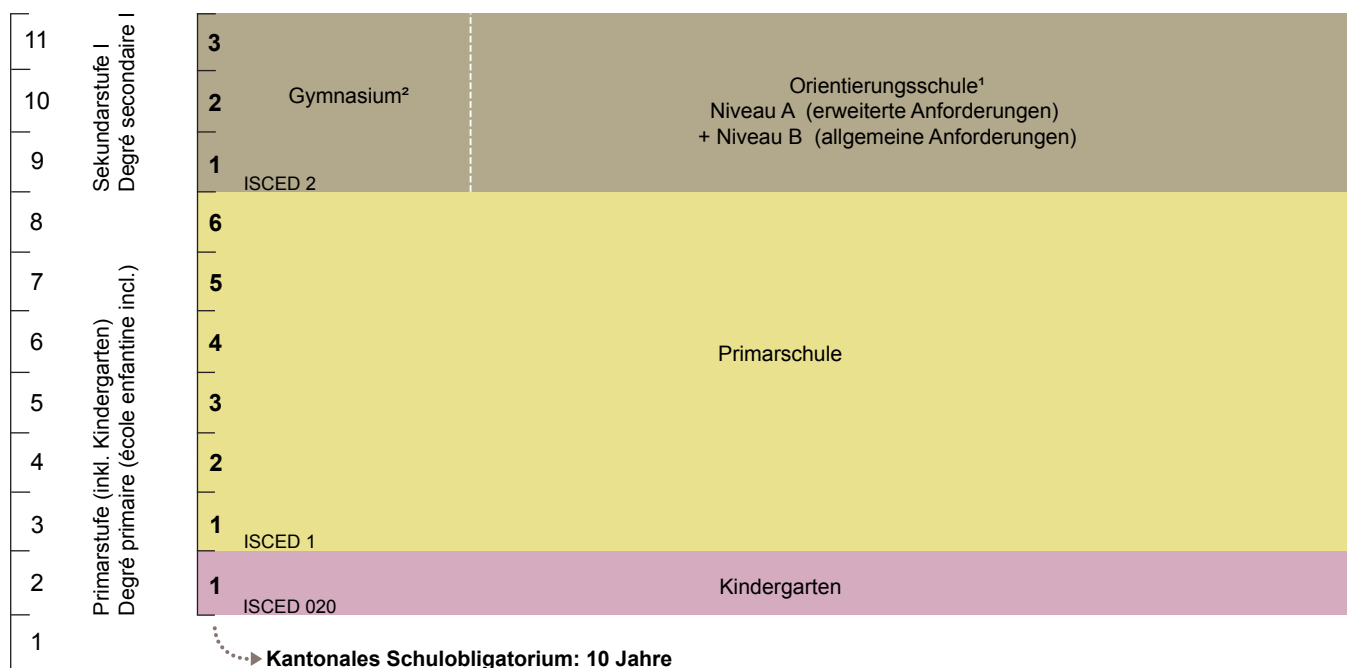 11
10
9
8
7
6
5
4
3
2
1
Sekundarstufe I
Degré secondaire I
Primarstufe (inkl. Kindergarten)
Degré primaire (école enfantine incl.)
3
2
1
Gymnasium²
Orientierungsschule¹
Niveau A (erweiterte Anforderungen)
+ Niveau B (allgemeine Anforderungen)
ISCED 2
6
5
4
3
2
1
Primarschule
ISCED 1
1
Kindergarten
ISCED 020
Kantonales Schulobligatorium: 10 Jahre